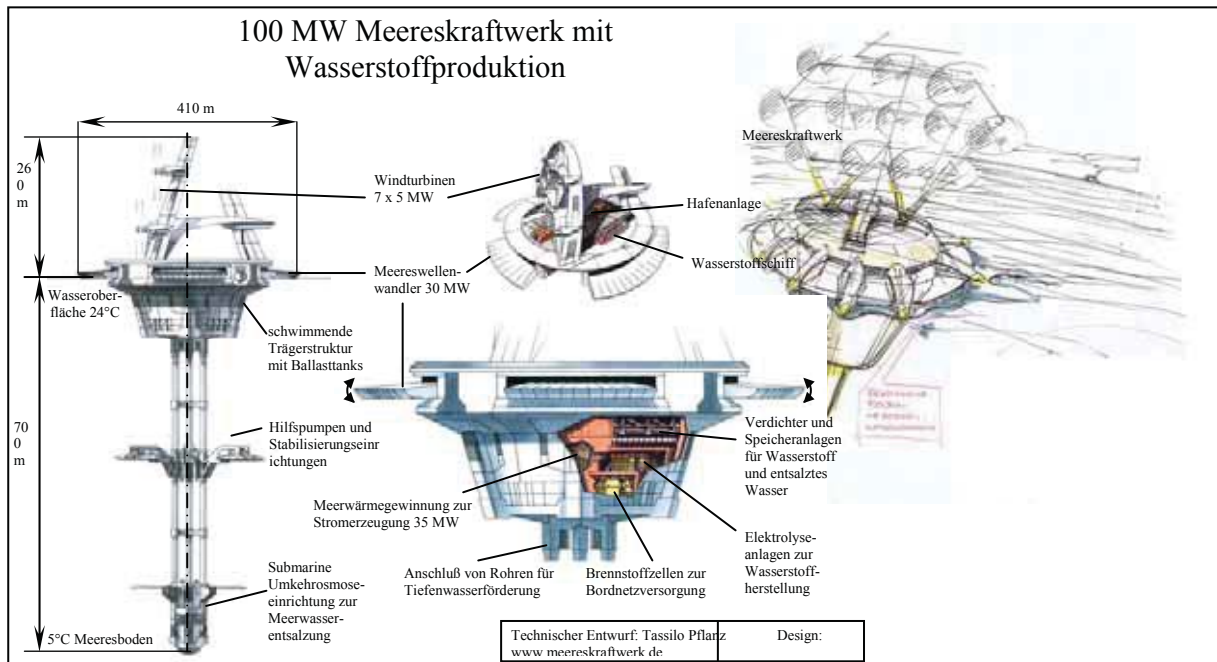 100 MW Meereskraftwerk mit
Wasserstoffproduktion
410 m
26
0
m
70
0
m
Windturbinen
7 x 5 MW
Meereswellen-
wandler 30 MW
Wasserober-
fläche 24°C
schwimmende
Trägerstruktur
mit Ballasttanks
Hilfspumpen und
Stabilisierungseinr
ichtungen
Submarine
Umkehrosmose-
einrichtung zur
Meerwasser-
entsalzung
5°C Meeresboden
Meereskraftwerk
Hafenanlage
Wasserstoffschiff
Verdichter und
Speicheranlagen
für Wasserstoff
und entsalztes
Wasser
Meerwärmegewinnung zur
Stromerzeugung 35 MW
Anschluß von Rohren für
Tiefenwasserförderung
Brennstoffzellen zur
Bordnetzversorgung
Elektrolyse-
anlagen zur
Wasserstoff-
herstellung
Technischer Entwurf: Tassilo Pflanz
www.meereskraftwerk.de
Design: